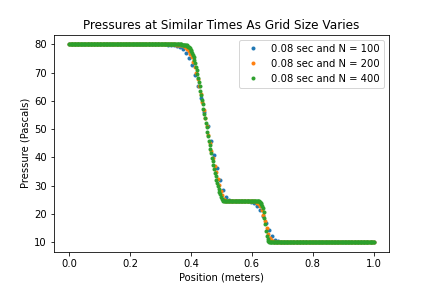 Pressures at Similar Times As Grid Size Varies
80
70
60
50
40
30
20
10
Pressure (Pascals)
0.08 sec and N = 100
0.08 sec and N = 200
0.08 sec and N = 400
0.0 0.2 0.4 0.6 0.8 1.0
Position (meters)